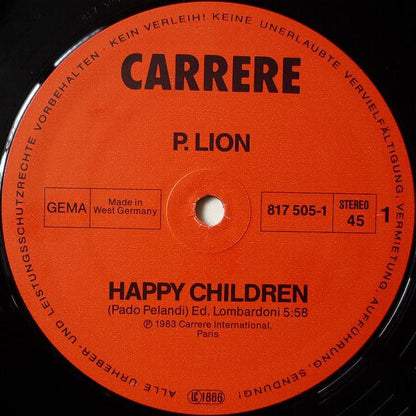 CARRERE
P. LION
GEMA
Made in
West Germany
817 505-1
STEREO
45
1
HAPPY CHILDREN
(Pado Pelandi) Ed. Lombardoni 5:58
Ⓟ 1983 Carrere International,
Paris
LC 1866
ALLE URHEBER- UND LEISTUNGSSCHUTZRECHTE VORBEHALTEN · KEIN VERLEIH! KEINE UNERLAUBTE VERVIELFÄLTIGUNG, VERMIETUNG, AUFFÜHRUNG, SENDUNG!